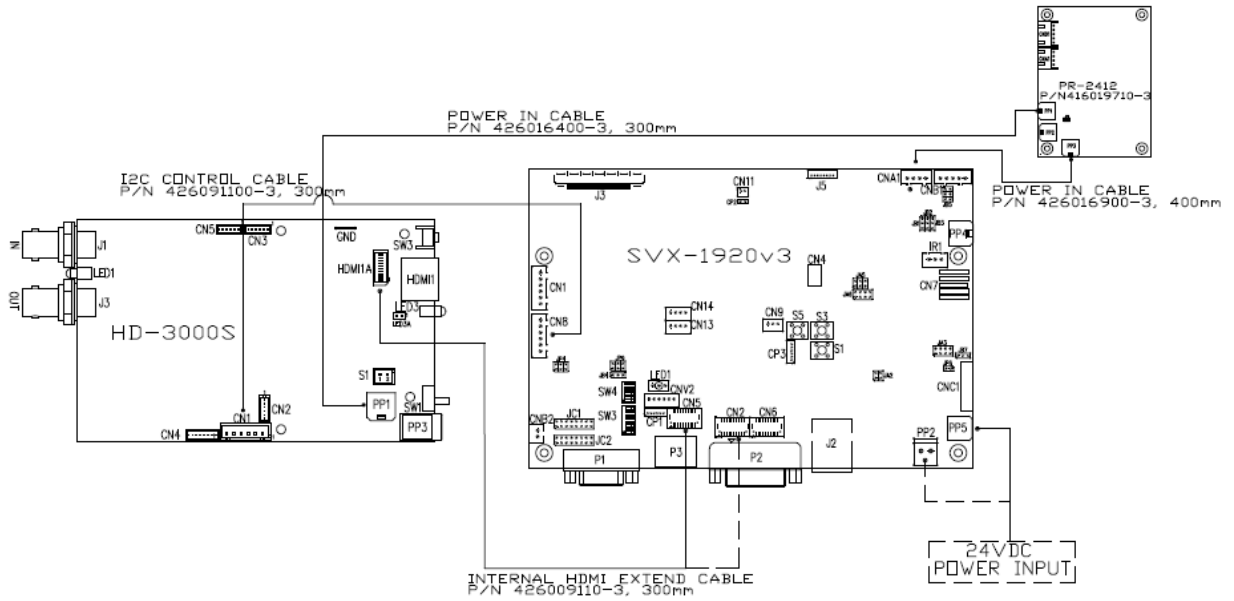 PR-2412
P/N416019710-3
PP1
PP2
PP3
POWER IN CABLE
P/N 426016400-3, 300mm
I2C CONTROL CABLE
P/N 426091100-3, 300mm
POWER IN CABLE
P/N 426016900-3, 400mm
IN
J1
LED1
OUT
J3
HD-3000S
CN5
CN3
GND
SW3
HDMI1A
HDMI1
LED3
S1
PP1
SW1
PP3
CN2
CN1
CN4
J3
CN11
J5
CNA1
CNB1
PP4
IR1
CN7
SVX-1920v3
CN4
CN1
CN8
CN14
CN13
CN9
S5
S3
CP3
S1
LED1
SW4
CNV2
SW3
CP1
CN5
CNB2
JC1
JC2
CN2
CN6
CNC1
P1
P3
P2
J2
PP2
PP5
24VDC
POWER INPUT
INTERNAL HDMI EXTEND CABLE
P/N 426009110-3, 300mm